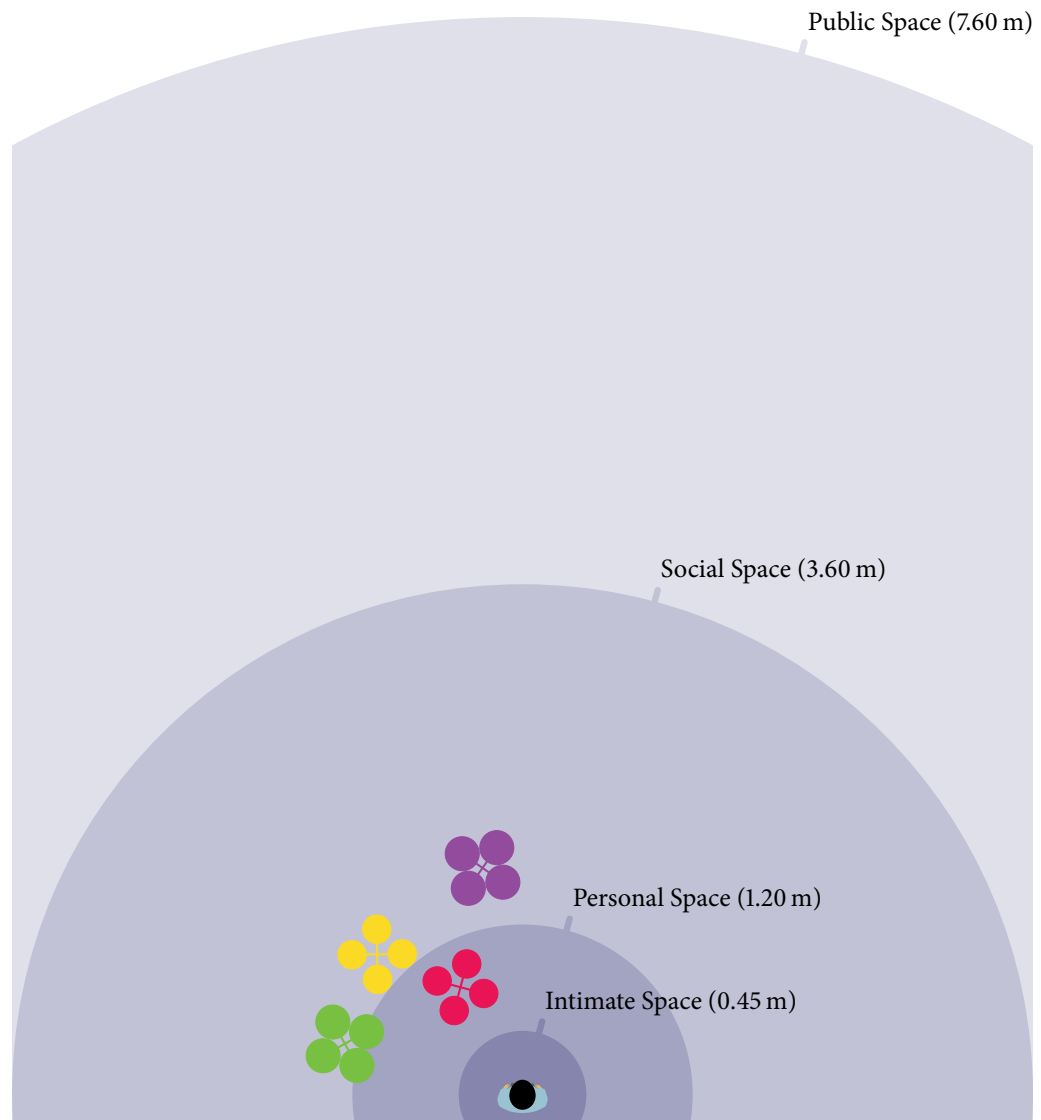 Public Space (7.60 m)
Social Space (3.60 m)
Personal Space (1.20 m)
Intimate Space (0.45 m)